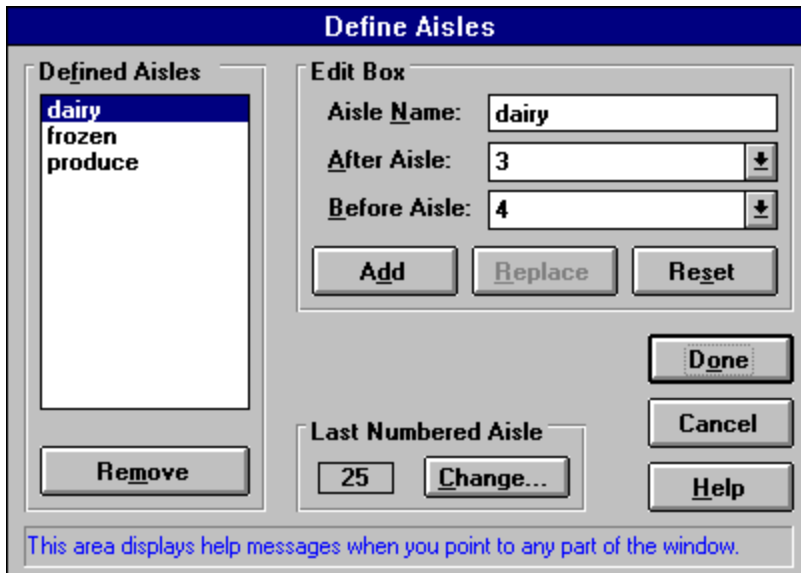 Define Aisles
Defined Aisles
dairy
frozen
produce
Remove
Edit Box
Aisle Name: dairy
After Aisle: 3
Before Aisle: 4
Add Replace Reset
Last Numbered Aisle
25 Change...
Done
Cancel
Help
This area displays help messages when you point to any part of the window.